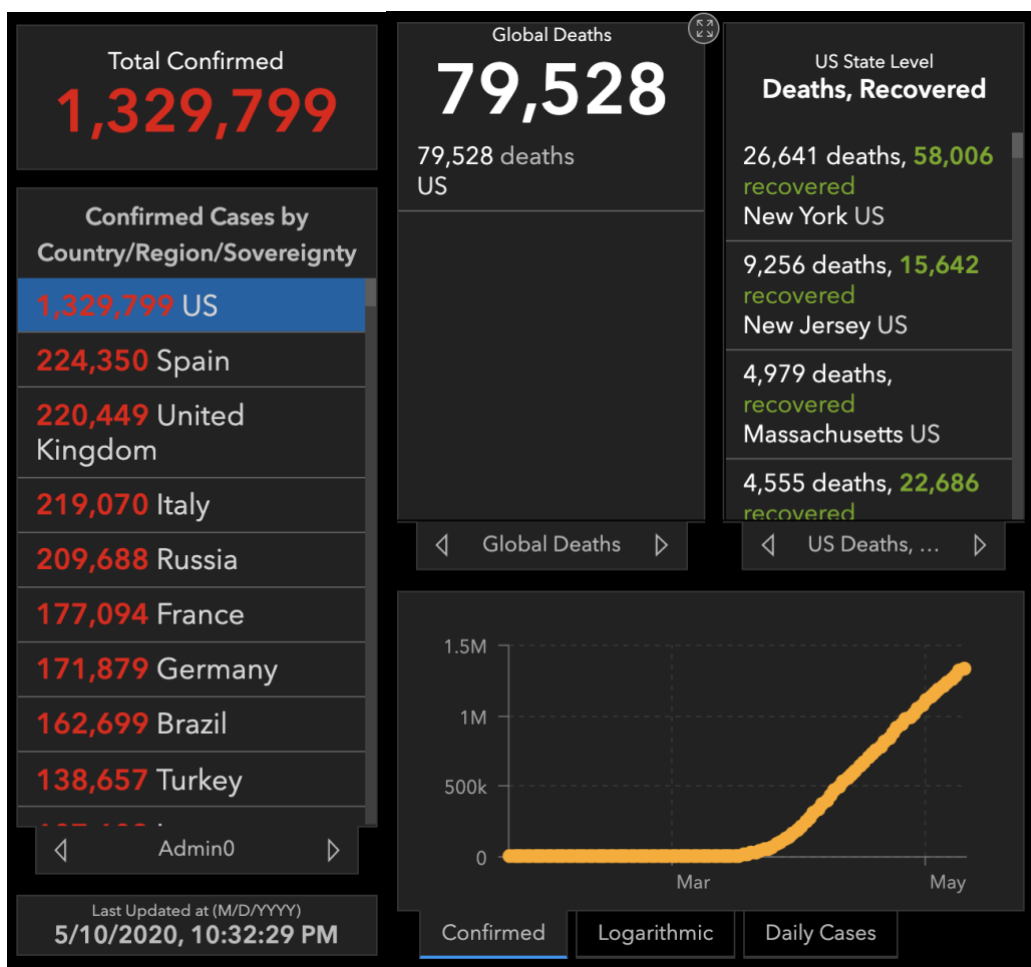 Total Confirmed
1,329,799
Confirmed Cases by
Country/Region/Sovereignty
1,329,799 US
224,350 Spain
220,449 United
Kingdom
219,070 Italy
209,688 Russia
177,094 France
171,879 Germany
162,699 Brazil
138,657 Turkey
Admin0
Last Updated at (M/D/YYYY)
5/10/2020, 10:32:29 PM
Global Deaths
79,528
79,528 deaths
US
Global Deaths
US State Level
Deaths, Recovered
26,641 deaths, 58,006
recovered
New York US
9,256 deaths, 15,642
recovered
New Jersey US
4,979 deaths,
recovered
Massachusetts US
4,555 deaths, 22,686
recovered
US Deaths, ...
1.5M
1M
500k
0
Mar
May
Confirmed
Logarithmic
Daily Cases